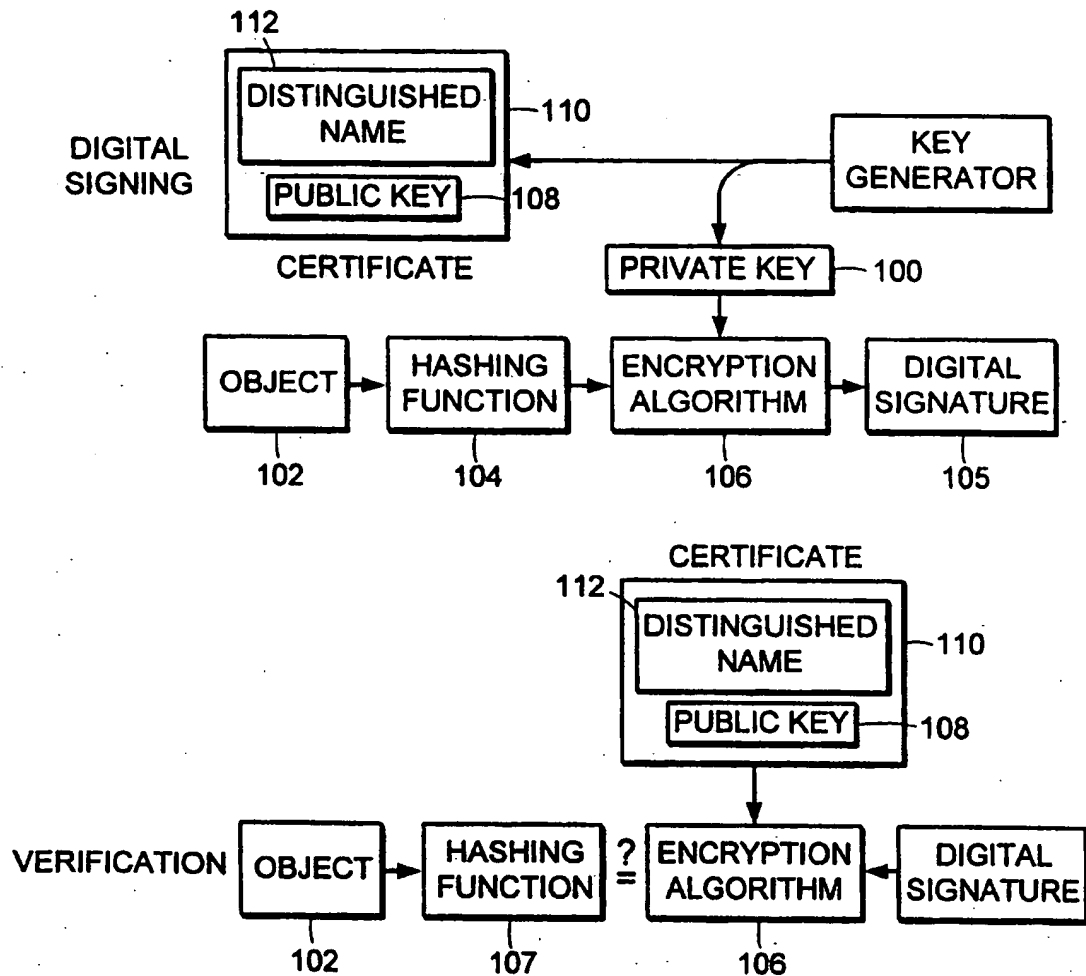 112
DISTINGUISHED
NAME
110
PUBLIC KEY
108
CERTIFICATE
DIGITAL
SIGNING
KEY
GENERATOR
PRIVATE KEY
100
OBJECT
HASHING
FUNCTION
ENCRYPTION
ALGORITHM
DIGITAL
SIGNATURE
102
104
106
105
CERTIFICATE
112
DISTINGUISHED
NAME
110
PUBLIC KEY
108
VERIFICATION
OBJECT
HASHING
FUNCTION
?
=
ENCRYPTION
ALGORITHM
DIGITAL
SIGNATURE
102
107
106